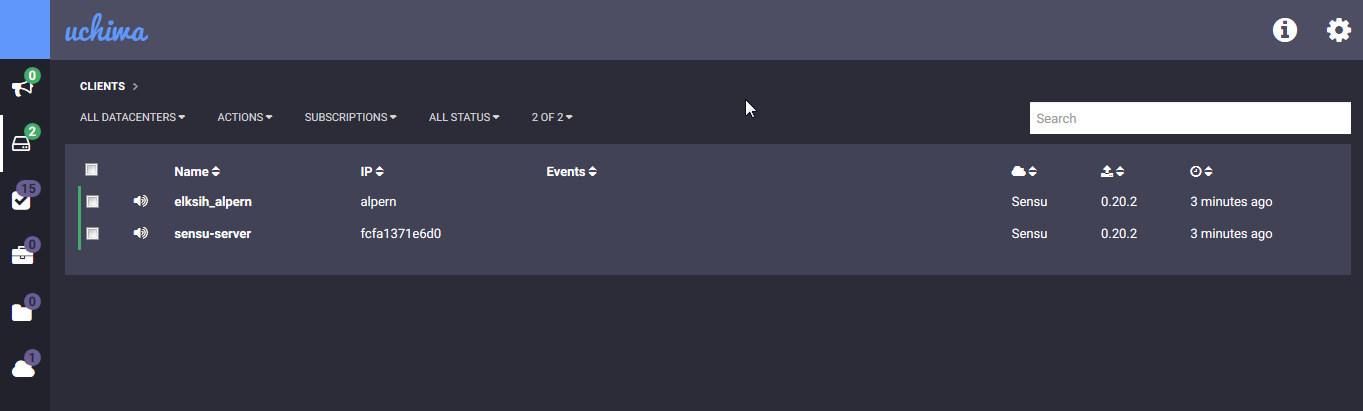 uchiwa
0
CLIENTS
ALL DATACENTERS ACTIONS SUBSCRIPTIONS ALL STATUS 2 OF 2 Search
2
Name IP Events
15
elksih_alpern alpern Sensu 0.20.2 3 minutes ago
sensu-server fcfa1371e6d0 Sensu 0.20.2 3 minutes ago
0
0
1